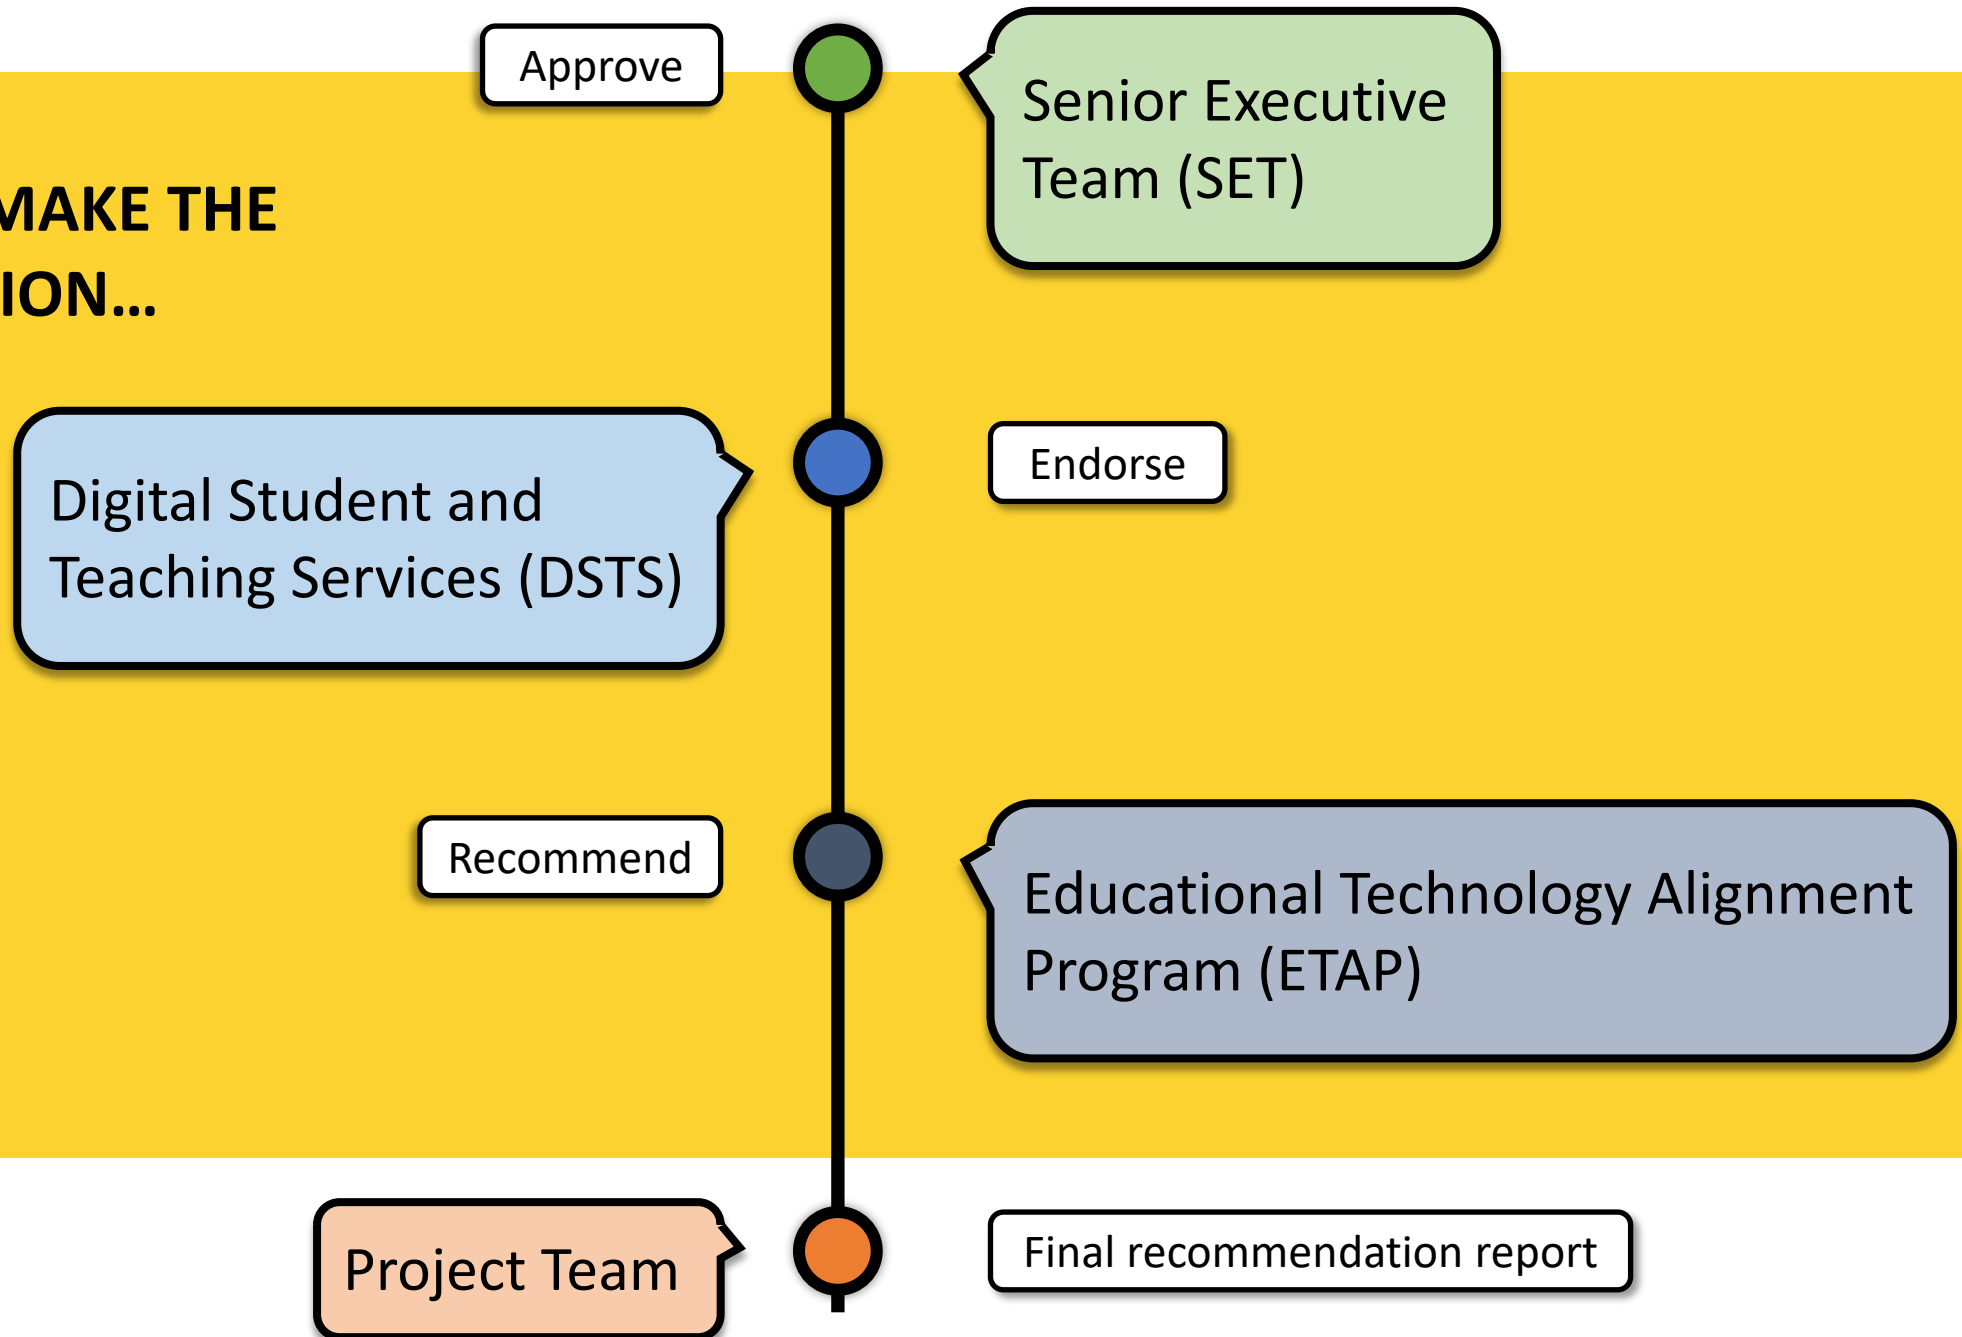 Approve
Senior Executive
Team (SET)
MAKE THE
ION...
Digital Student and
Teaching Services (DSTS)
Endorse
Recommend
Educational Technology Alignment
Program (ETAP)
Project Team
Final recommendation report